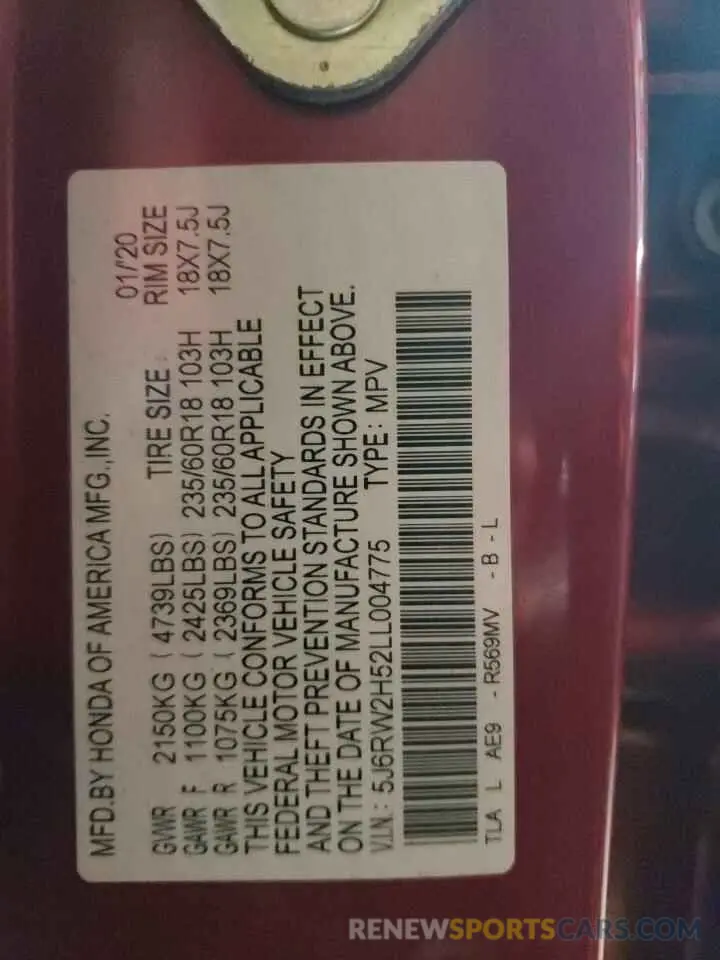 MFD.BY HONDA OF AMERICA MFG.,INC.
01/'20
GVWR 2150KG ( 4739LBS) TIRE SIZE RIM SIZE
GAWR F 1100KG ( 2425LBS) 235/60R18 103H 18X7.5J
GAWR R 1075KG ( 2369LBS) 235/60R18 103H 18X7.5J
THIS VEHICLE CONFORMS TO ALL APPLICABLE
FEDERAL MOTOR VEHICLE SAFETY
AND THEFT PREVENTION STANDARDS IN EFFECT
ON THE DATE OF MANUFACTURE SHOWN ABOVE.
V.I.N.: 5J6RW2H52LL004775 TYPE: MPV
TLA L AE9 - R569MV - B - L
RENEWSPORTSCARS.COM